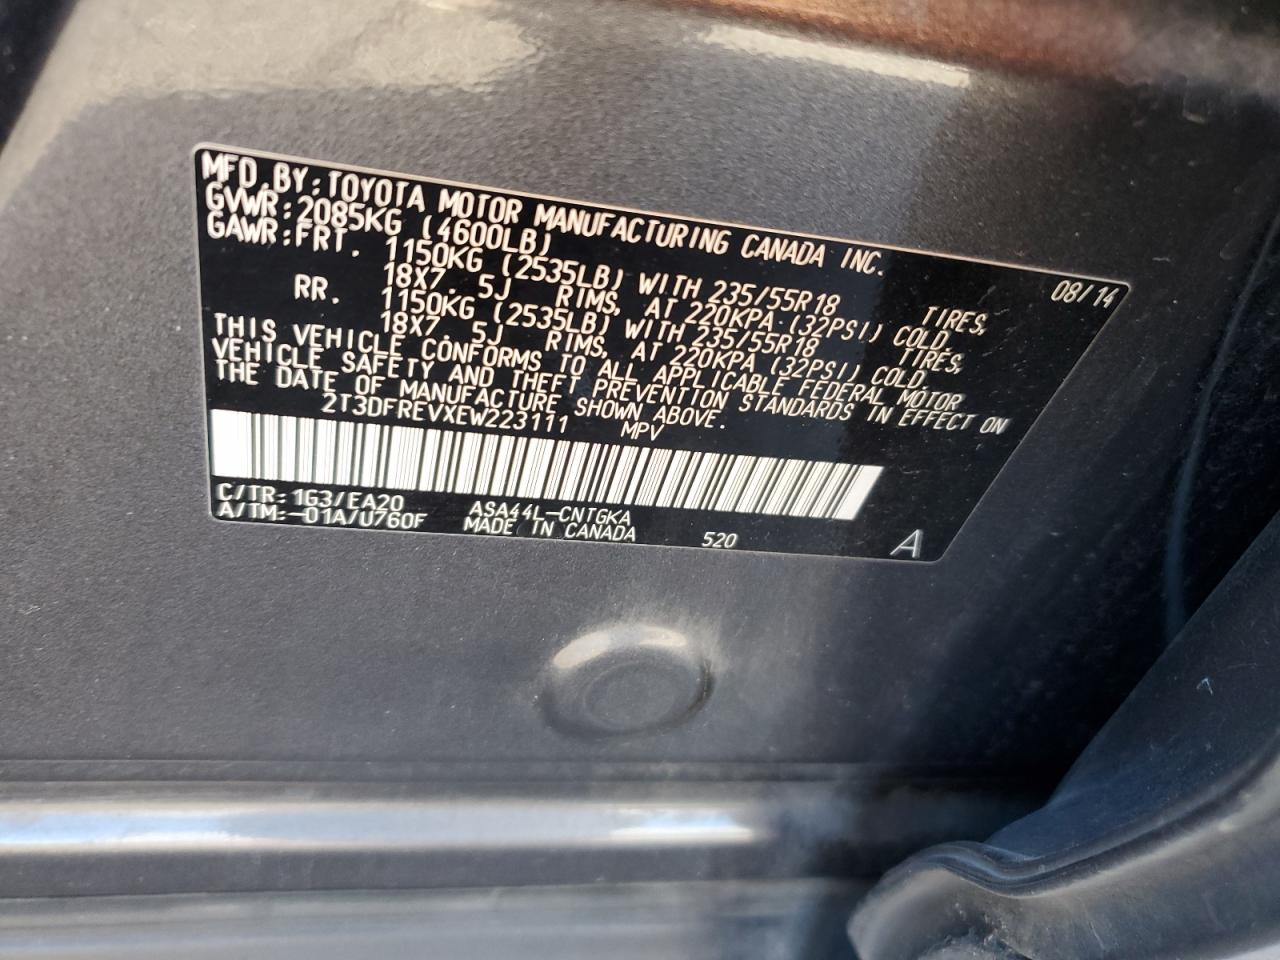 MFD. BY: TOYOTA MOTOR MANUFACTURING CANADA INC.
GVWR: 2085KG (4600LB) 08/14
GAWR: FRT. 1150KG (2535LB) WITH 235/55R18 TIRES,
18X7. 5J RIMS, AT 220KPA (32PSI) COLD.
RR. 1150KG (2535LB) WITH 235/55R18 TIRES,
18X7. 5J RIMS, AT 220KPA (32PSI) COLD.
THIS VEHICLE CONFORMS TO ALL APPLICABLE FEDERAL MOTOR
VEHICLE SAFETY AND THEFT PREVENTION STANDARDS IN EFFECT ON
THE DATE OF MANUFACTURE SHOWN ABOVE.
2T3DFREVXEW223111 MPV
C/TR: 1G3/EA20 ASA44L-CNTGKA
A/TM: -01A/U760F MADE IN CANADA 520 A